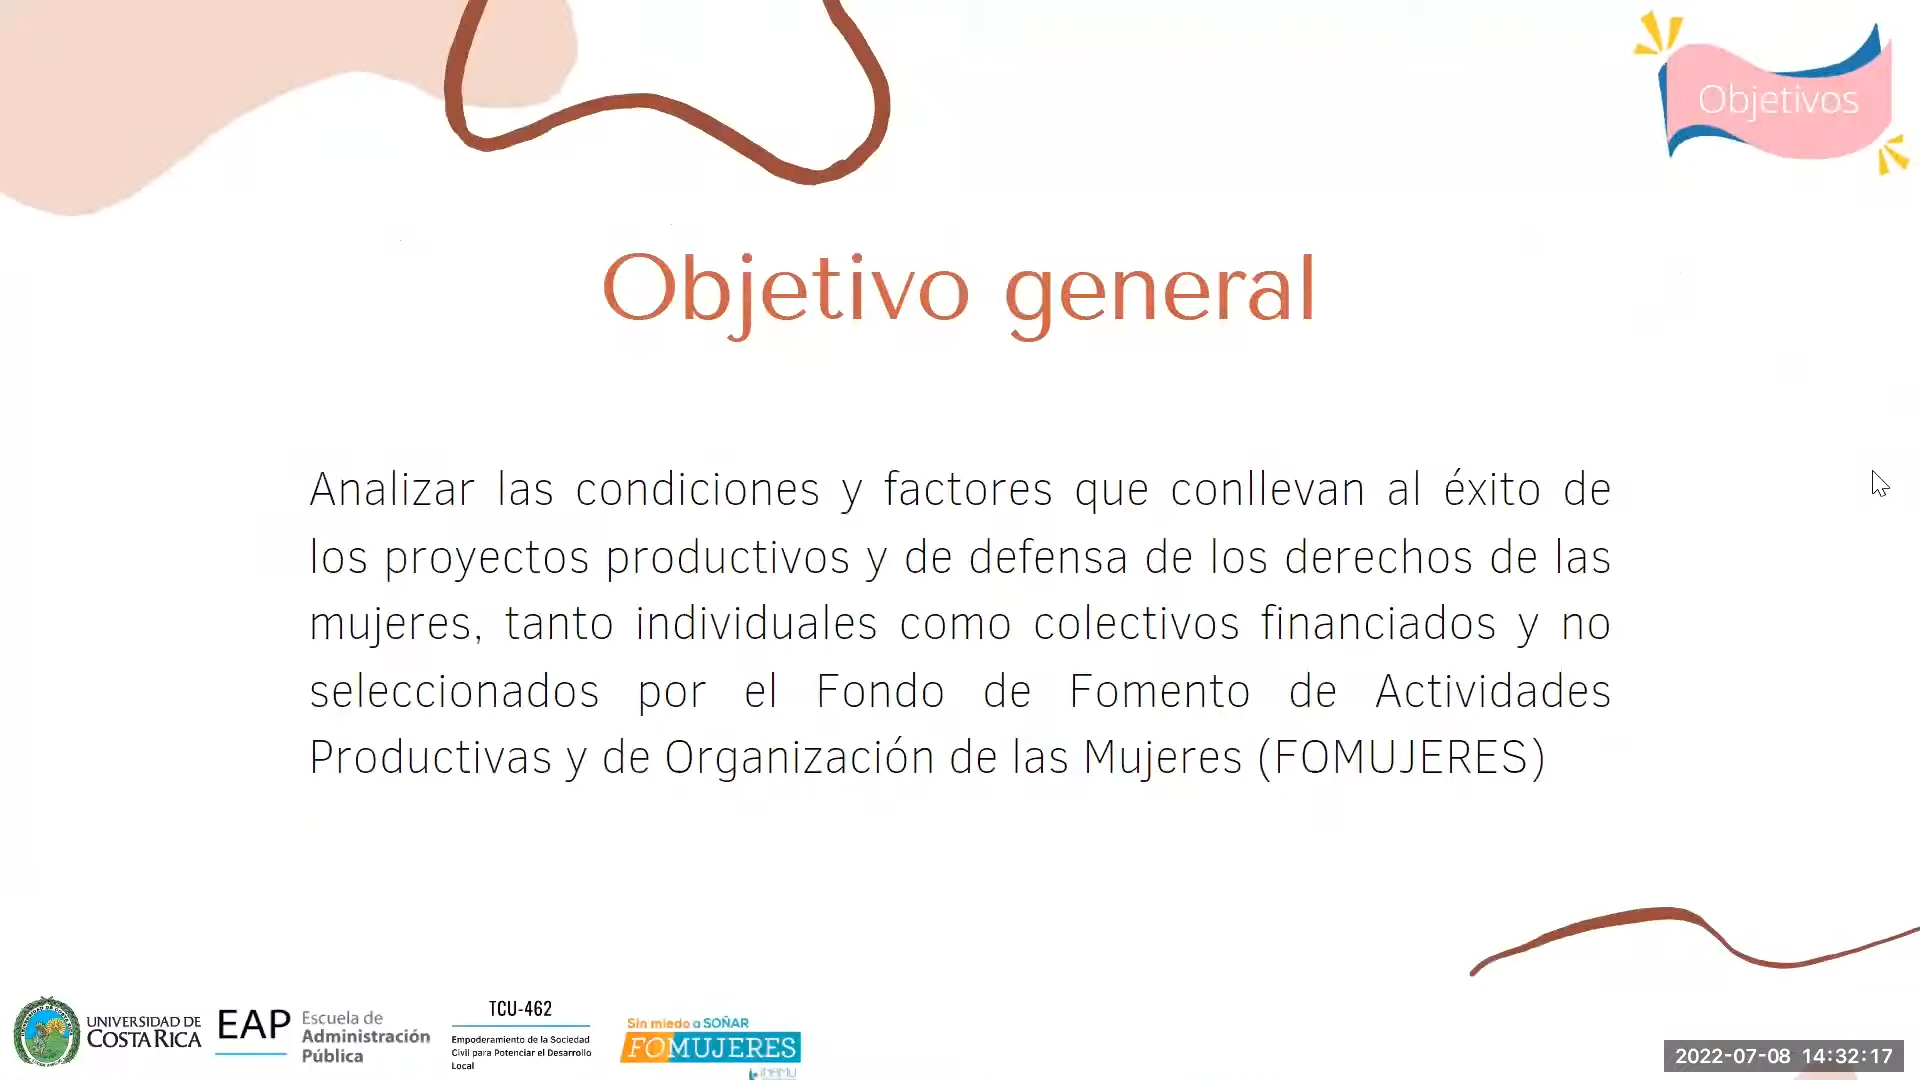 Objetivos
Objetivo general
Analizar las condiciones y factores que conllevan al éxito de
los proyectos productivos y de defensa de los derechos de las
mujeres, tanto individuales como colectivos financiados y no
seleccionados por el Fondo de Fomento de Actividades
Productivas y de Organización de las Mujeres (FOMUJERES)
UNIVERSIDAD DE
COSTA RICA
EAP
Escuela de
Administración
Pública
TCU-462
Empoderamiento de la Sociedad
Civil para Potenciar el Desarrollo
Local
Sin miedo a SOÑAR
FOMUJERES
INAMU
2022-07-08 14:32:17